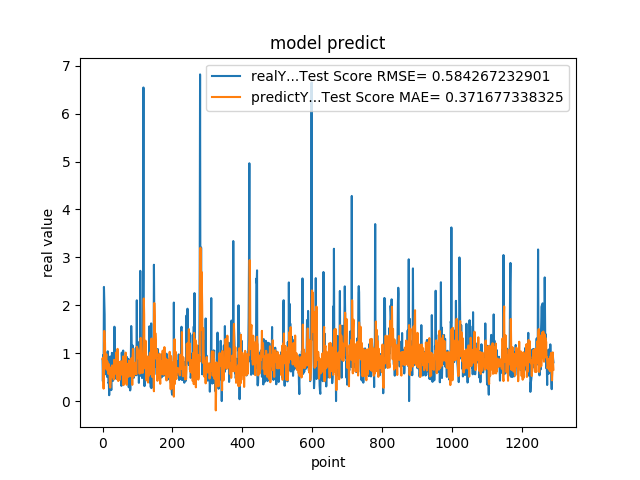 model predict
realY...Test Score RMSE= 0.584267232901
predictY...Test Score MAE= 0.371677338325
real value
7
6
5
4
3
2
1
0
0 200 400 600 800 1000 1200
point